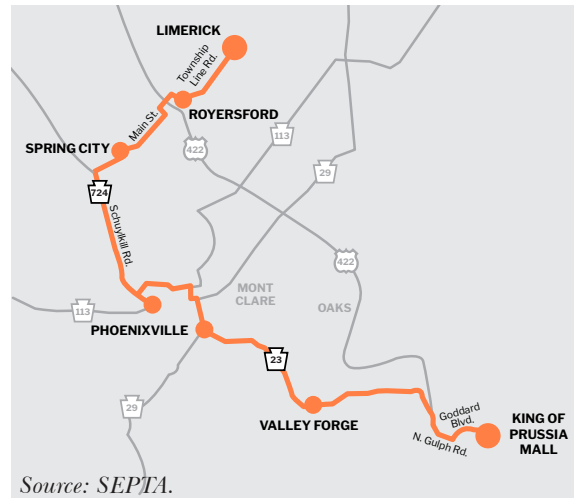 LIMERICK
Township
Line Rd.
ROYERSFORD
Main St.
SPRING CITY
422
113
29
724
Schuylkill Rd.
MONT
CLARE
422
OAKS
113
PHOENIXVILLE
23
29
VALLEY FORGE
Goddard
Blvd.
N. Gulph Rd.
KING OF
PRUSSIA
MALL
Source: SEPTA.